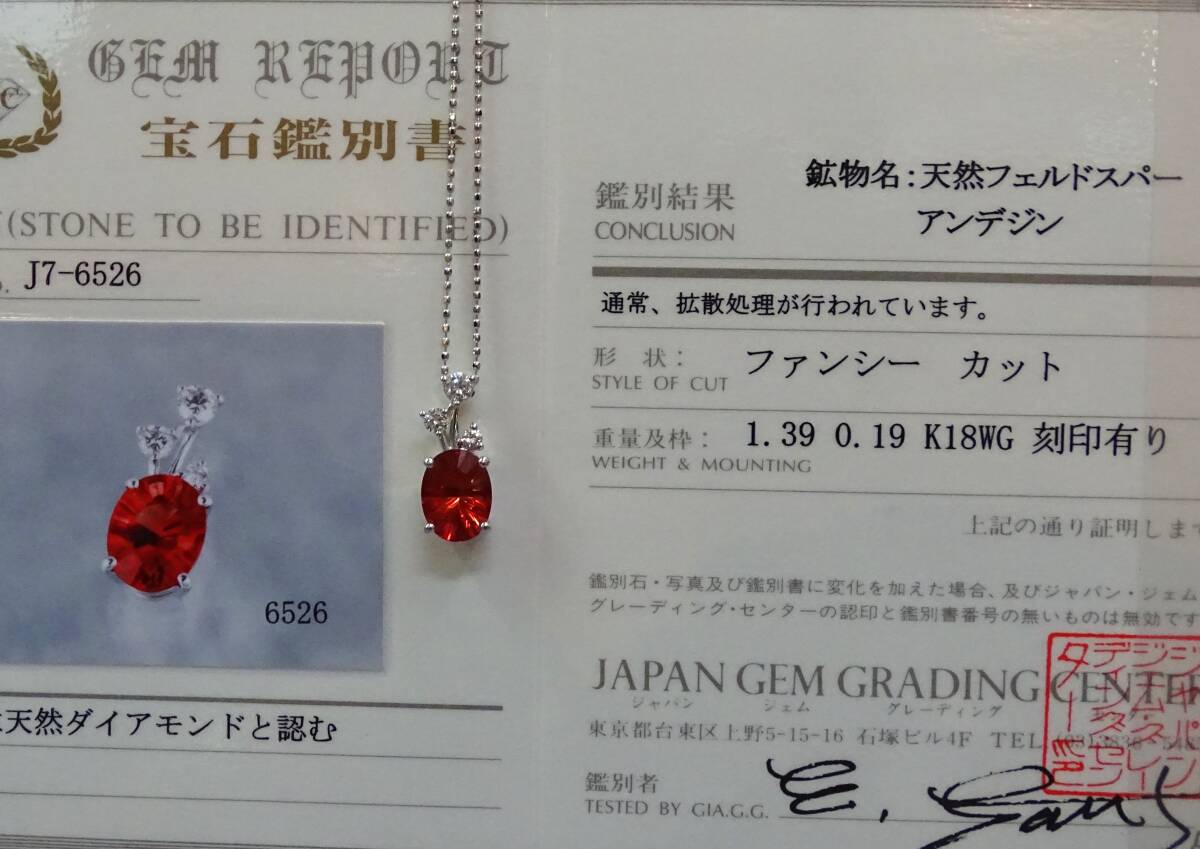 GEM REPORT
宝石鑑別書
(STONE TO BE IDENTIFIED)
J7-6526
6526
天然ダイアモンドと認む
鑑別結果
CONCLUSION
鉱物名:天然フェルドスパー
アンデジン
通常、拡散処理が行われています。
形 状:
STYLE OF CUT
ファンシー カット
重量及枠:
WEIGHT & MOUNTING
1.39 0.19 K18WG 刻印有り
上記の通り証明しま
鑑別石・写真及び鑑別書に変化を加えた場合、及びジャパン・ジェム
グレーディング・センターの認印と鑑別書番号の無いものは無効です
JAPAN GEM GRADING CENTER
ジャパン ジェム グレーディング
東京都台東区上野5-15-16 石塚ビル4F TEL (03)3836-
鑑別者
TESTED BY GIA.G.G.